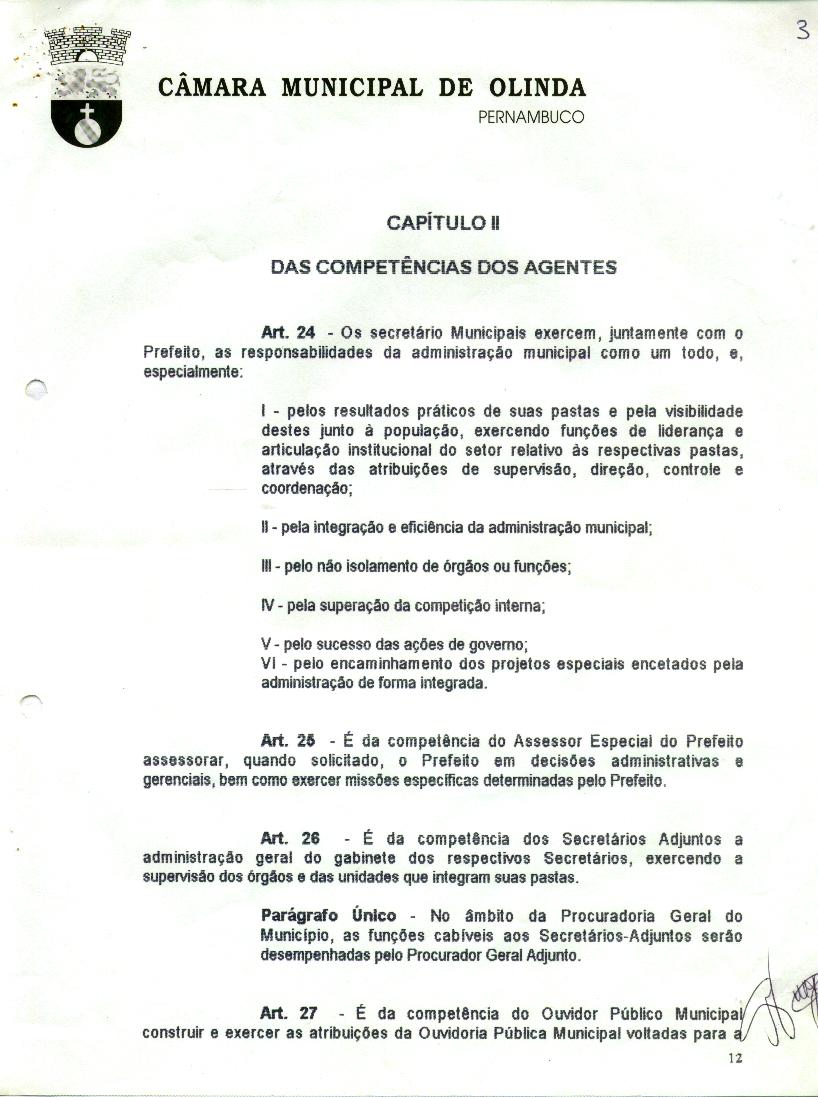 3
CÂMARA MUNICIPAL DE OLINDA
PERNAMBUCO
CAPÍTULO II
DAS COMPETÊNCIAS DOS AGENTES
Art. 24 - Os secretário Municipais exercem, juntamente com o
Prefeito, as responsabilidades da administração municipal como um todo, e,
especialmente:
I - pelos resultados práticos de suas pastas e pela visibilidade
destes junto à população, exercendo funções de liderança e
articulação institucional do setor relativo às respectivas pastas,
através das atribuições de supervisão, direção, controle e
coordenação;
II - pela integração e eficiência da administração municipal;
III - pelo não isolamento de órgãos ou funções;
IV - pela superação da competição interna;
V - pelo sucesso das ações de governo;
VI - pelo encaminhamento dos projetos especiais encetados pela
administração de forma integrada.
Art. 25 - É da competência do Assessor Especial do Prefeito
assessorar, quando solicitado, o Prefeito em decisões administrativas e
gerenciais, bem como exercer missões específicas determinadas pelo Prefeito.
Art. 26 - É da competência dos Secretários Adjuntos a
administração geral do gabinete dos respectivos Secretários, exercendo a
supervisão dos órgãos e das unidades que integram suas pastas.
Parágrafo Único - No âmbito da Procuradoria Geral do
Município, as funções cabíveis aos Secretários-Adjuntos serão
desempenhadas pelo Procurador Geral Adjunto.
Art. 27 - É da competência do Ouvidor Público Municipal
construir e exercer as atribuições da Ouvidoria Pública Municipal voltadas para a
12